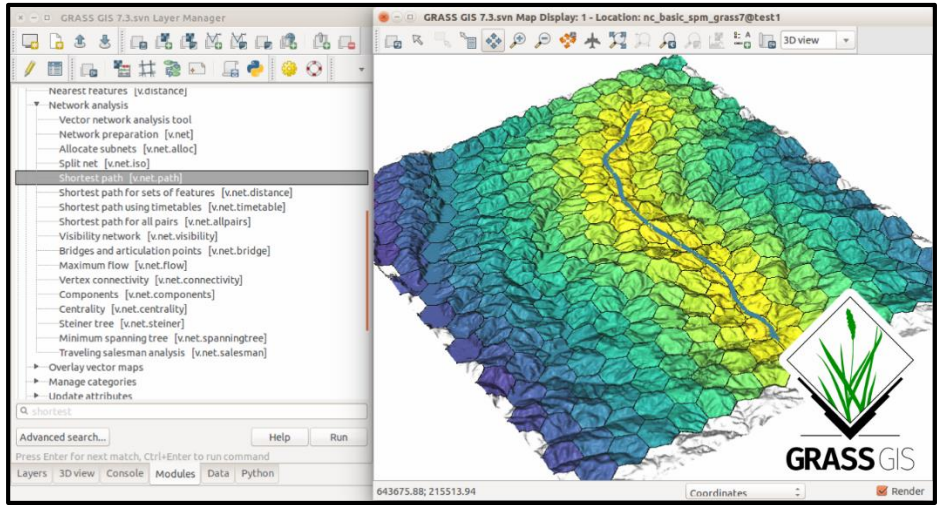 GRASS GIS 7.3.svn Layer Manager
Nearest features [v.distance]
Network analysis
Vector network analysis tool
Network preparation [v.net]
Allocate subnets [v.net.alloc]
Split net [v.net.iso]
Shortest path [v.net.path]
Shortest path for sets of features [v.net.distance]
Shortest path using timetables [v.net.timetable]
Shortest path for all pairs [v.net.allpairs]
Visibility network [v.net.visibility]
Bridges and articulation points [v.net.bridge]
Maximum flow [v.net.flow]
Vertex connectivity [v.net.connectivity]
Components [v.net.components]
Centrality [v.net.centrality]
Steiner tree [v.net.steiner]
Minimum spanning tree [v.net.spanningtree]
Traveling salesman analysis [v.net.salesman]
Overlay vector maps
Manage categories
Update attributes
shortest
Advanced search...
Help
Run
Press Enter for next match, Ctrl+Enter to run command
Layers
3D view
Console
Modules
Data
Python
GRASS GIS 7.3.svn Map Display: 1 - Location: nc_basic_spm_grass7@test1
3D view
GRASS GIS
643675.88; 215513.94
Coordinates
Render